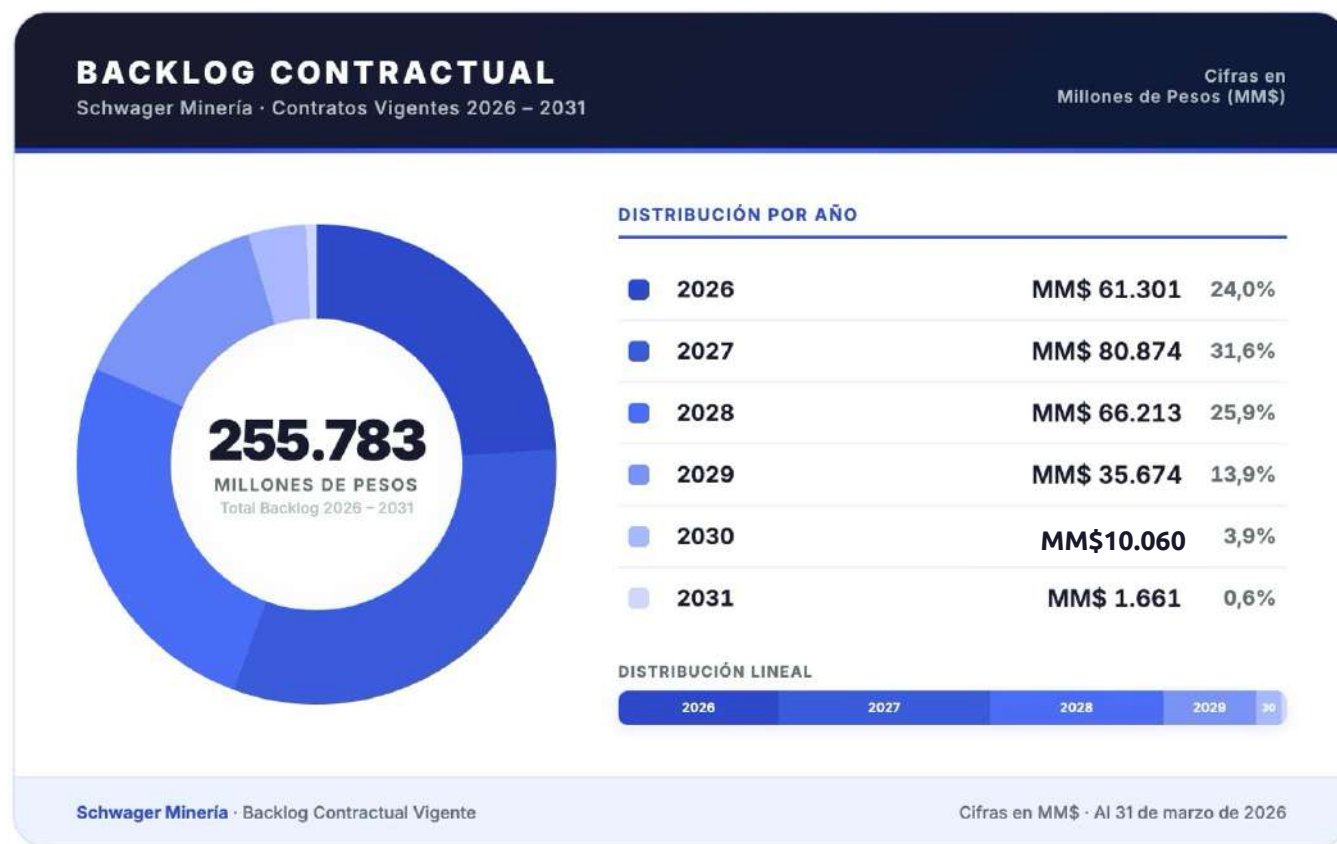 BACKLOG CONTRACTUAL
Schwager Minería · Contratos Vigentes 2026 – 2031
Cifras en
Millones de Pesos (MM$)
255.783
MILLONES DE PESOS
Total Backlog 2026 – 2031
DISTRIBUCIÓN POR AÑO
2026 MM$ 61.301 24,0%
2027 MM$ 80.874 31,6%
2028 MM$ 66.213 25,9%
2029 MM$ 35.674 13,9%
2030 MM$10.060 3,9%
2031 MM$ 1.661 0,6%
DISTRIBUCIÓN LINEAL
2026 2027 2028 2029 30
Schwager Minería · Backlog Contractual Vigente
Cifras en MM$ · Al 31 de marzo de 2026